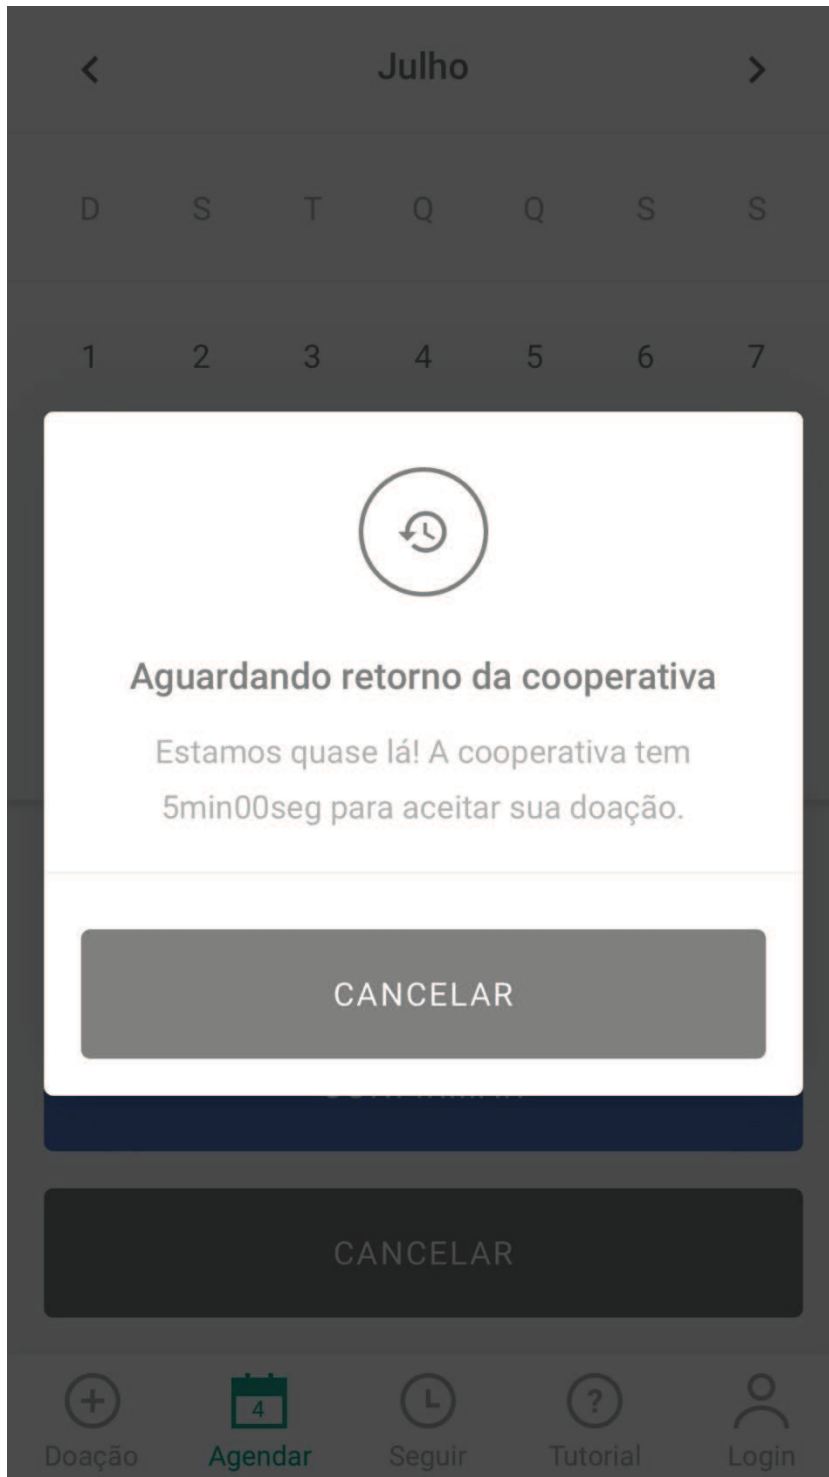 Julho
D S T Q Q S S
1 2 3 4 5 6 7
Aguardando retorno da cooperativa
Estamos quase lá! A cooperativa tem
5min00seg para aceitar sua doação.
CANCELAR
CANCELAR
4
Doação Agendar Seguir Tutorial Login